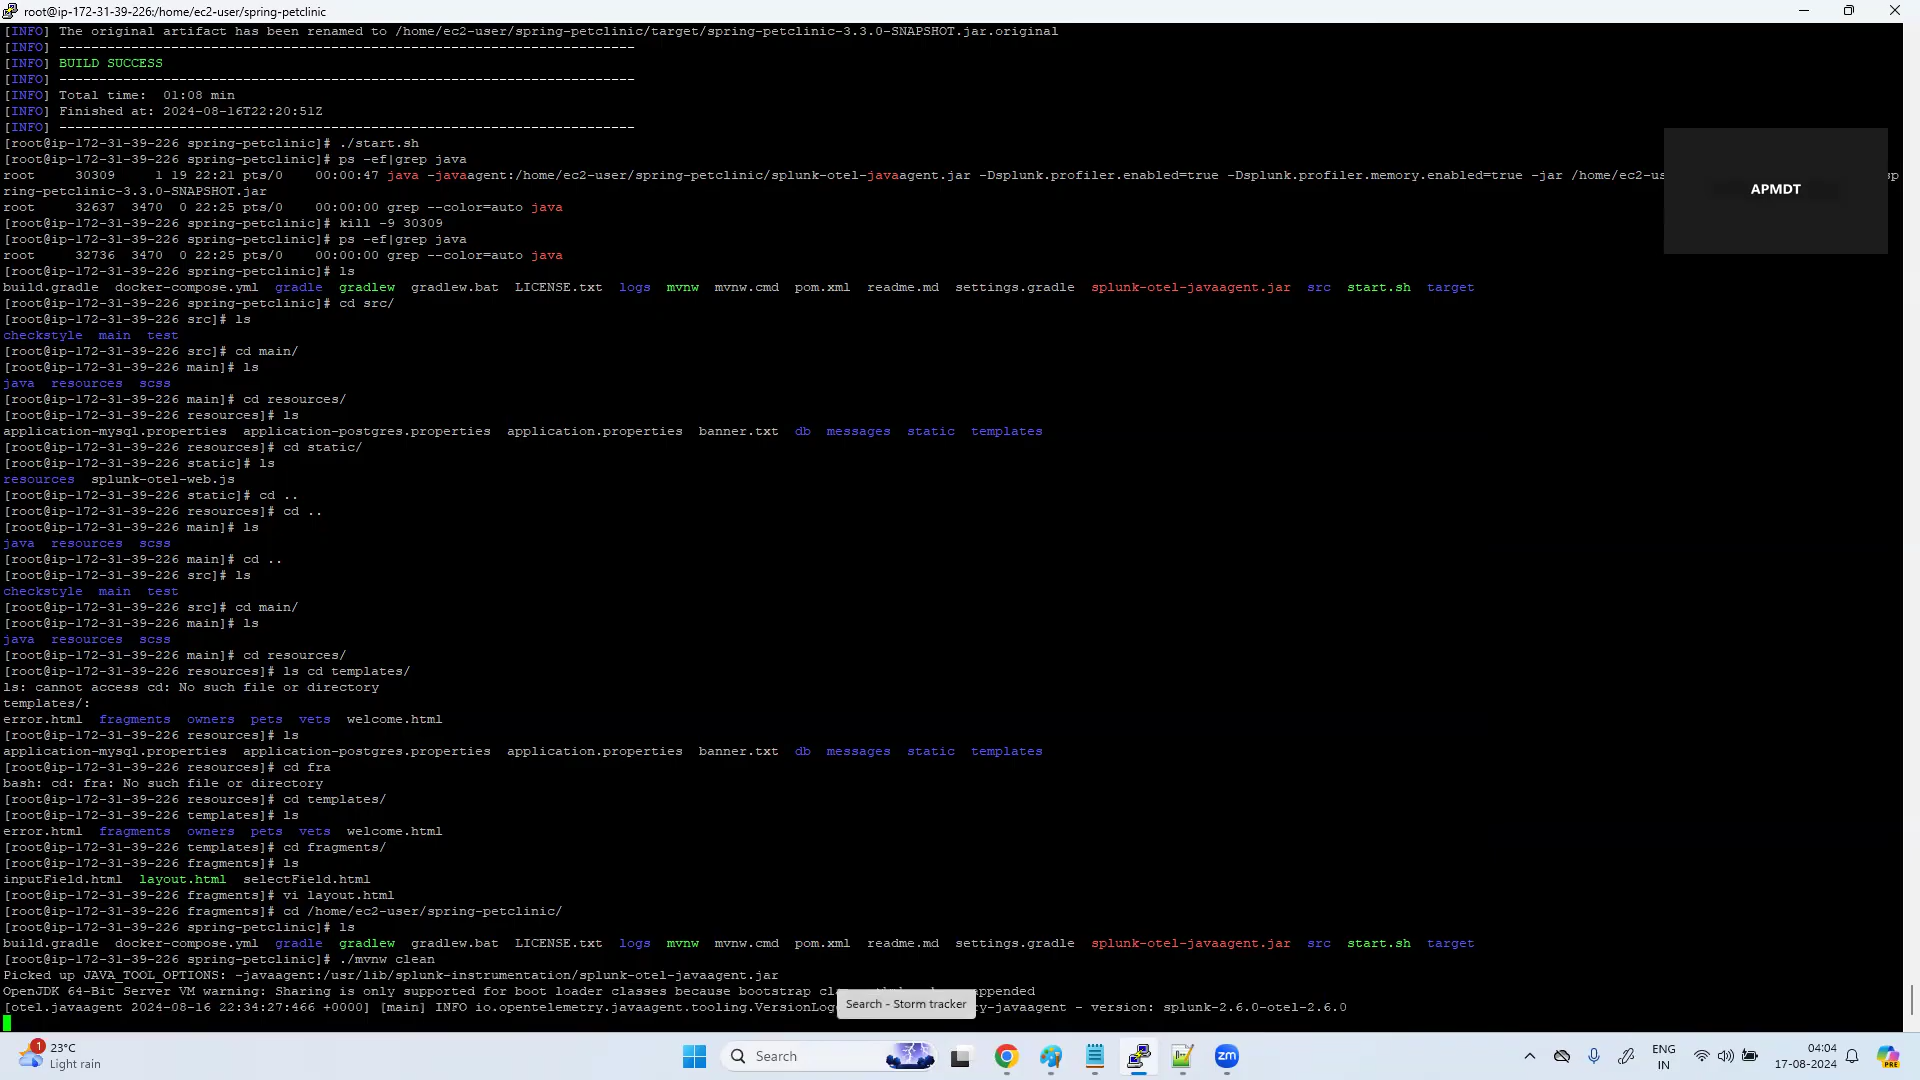 root@ip-172-31-39-226:/home/ec2-user/spring-petclinic
[INFO] The original artifact has been renamed to /home/ec2-user/spring-petclinic/target/spring-petclinic-3.3.0-SNAPSHOT.jar.original
[INFO] ------------------------------------------------------------------------
[INFO] BUILD SUCCESS
[INFO] ------------------------------------------------------------------------
[INFO] Total time:  01:08 min
[INFO] Finished at: 2024-08-16T22:20:51Z
[INFO] ------------------------------------------------------------------------
[root@ip-172-31-39-226 spring-petclinic]# ./start.sh
[root@ip-172-31-39-226 spring-petclinic]# ps -ef|grep java
root     30309     1 19 22:21 pts/0    00:00:47 java -javaagent:/home/ec2-user/spring-petclinic/splunk-otel-javaagent.jar -Dsplunk.profiler.enabled=true -Dsplunk.profiler.memory.enabled=true -jar /home/ec2-us sp
ring-petclinic-3.3.0-SNAPSHOT.jar
root     32637  3470  0 22:25 pts/0    00:00:00 grep --color=auto java
[root@ip-172-31-39-226 spring-petclinic]# kill -9 30309
[root@ip-172-31-39-226 spring-petclinic]# ps -ef|grep java
root     32736  3470  0 22:25 pts/0    00:00:00 grep --color=auto java
[root@ip-172-31-39-226 spring-petclinic]# ls
build.gradle  docker-compose.yml  gradle  gradlew  gradlew.bat  LICENSE.txt  logs  mvnw  mvnw.cmd  pom.xml  readme.md  settings.gradle  splunk-otel-javaagent.jar  src  start.sh  target
[root@ip-172-31-39-226 spring-petclinic]# cd src/
[root@ip-172-31-39-226 src]# ls
checkstyle  main  test
[root@ip-172-31-39-226 src]# cd main/
[root@ip-172-31-39-226 main]# ls
java  resources  scss
[root@ip-172-31-39-226 main]# cd resources/
[root@ip-172-31-39-226 resources]# ls
application-mysql.properties  application-postgres.properties  application.properties  banner.txt  db  messages  static  templates
[root@ip-172-31-39-226 resources]# cd static/
[root@ip-172-31-39-226 static]# ls
resources  splunk-otel-web.js
[root@ip-172-31-39-226 static]# cd ..
[root@ip-172-31-39-226 resources]# cd ..
[root@ip-172-31-39-226 main]# ls
java  resources  scss
[root@ip-172-31-39-226 main]# cd ..
[root@ip-172-31-39-226 src]# ls
checkstyle  main  test
[root@ip-172-31-39-226 src]# cd main/
[root@ip-172-31-39-226 main]# ls
java  resources  scss
[root@ip-172-31-39-226 main]# cd resources/
[root@ip-172-31-39-226 resources]# ls cd templates/
ls: cannot access cd: No such file or directory
templates/:
error.html  fragments  owners  pets  vets  welcome.html
[root@ip-172-31-39-226 resources]# ls
application-mysql.properties  application-postgres.properties  application.properties  banner.txt  db  messages  static  templates
[root@ip-172-31-39-226 resources]# cd fra
bash: cd: fra: No such file or directory
[root@ip-172-31-39-226 resources]# cd templates/
[root@ip-172-31-39-226 templates]# ls
error.html  fragments  owners  pets  vets  welcome.html
[root@ip-172-31-39-226 templates]# cd fragments/
[root@ip-172-31-39-226 fragments]# ls
inputField.html  layout.html  selectField.html
[root@ip-172-31-39-226 fragments]# vi layout.html
[root@ip-172-31-39-226 fragments]# cd /home/ec2-user/spring-petclinic/
[root@ip-172-31-39-226 spring-petclinic]# ls
build.gradle  docker-compose.yml  gradle  gradlew  gradlew.bat  LICENSE.txt  logs  mvnw  mvnw.cmd  pom.xml  readme.md  settings.gradle  splunk-otel-javaagent.jar  src  start.sh  target
[root@ip-172-31-39-226 spring-petclinic]# ./mvnw clean
Picked up JAVA_TOOL_OPTIONS: -javaagent:/usr/lib/splunk-instrumentation/splunk-otel-javaagent.jar
OpenJDK 64-Bit Server VM warning: Sharing is only supported for boot loader classes because bootstrap appended
[otel.javaagent 2024-08-16 22:34:27:466 +0000] [main] INFO io.opentelemetry.javaagent.tooling.VersionLog y-javaagent - version: splunk-2.6.0-otel-2.6.0
APMDT
Search - Storm tracker
1
23°C
Light rain
Search
zm
PRE
ENG
IN
04:04
17-08-2024